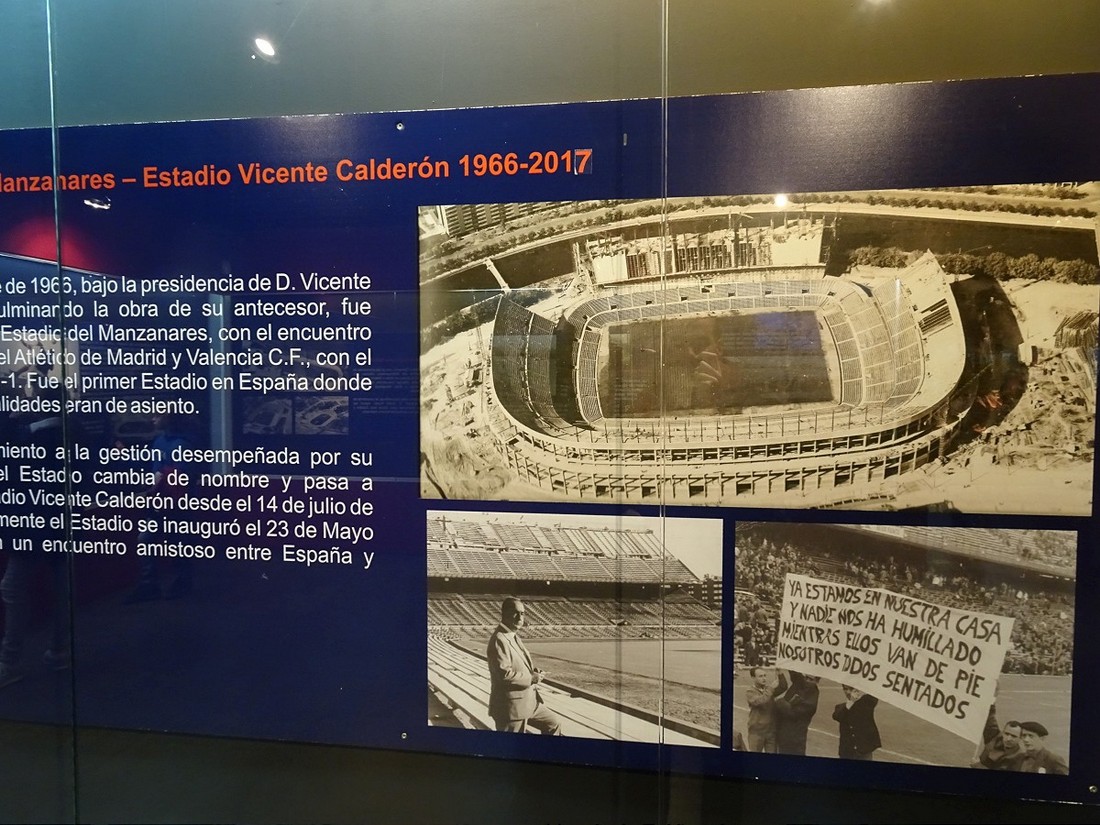 Manzanares – Estadio Vicente Calderón 1966-2017
de 1966, bajo la presidencia de D. Vicente
ulminando la obra de su antecesor, fue
Estadio del Manzanares, con el encuentro
el Atlético de Madrid y Valencia C.F., con el
-1. Fue el primer Estadio en España donde
lidades eran de asiento.
miento a la gestión desempeñada por su
el Estadio cambia de nombre y pasa a
dio Vicente Calderón desde el 14 de julio de
mente el Estadio se inauguró el 23 de Mayo
n un encuentro amistoso entre España y
YA ESTAMOS EN NUESTRA CASA
Y NADIE NOS HA HUMILLADO
MIENTRAS ELLOS VAN DE PIE
NOSOTROS TODOS SENTADOS